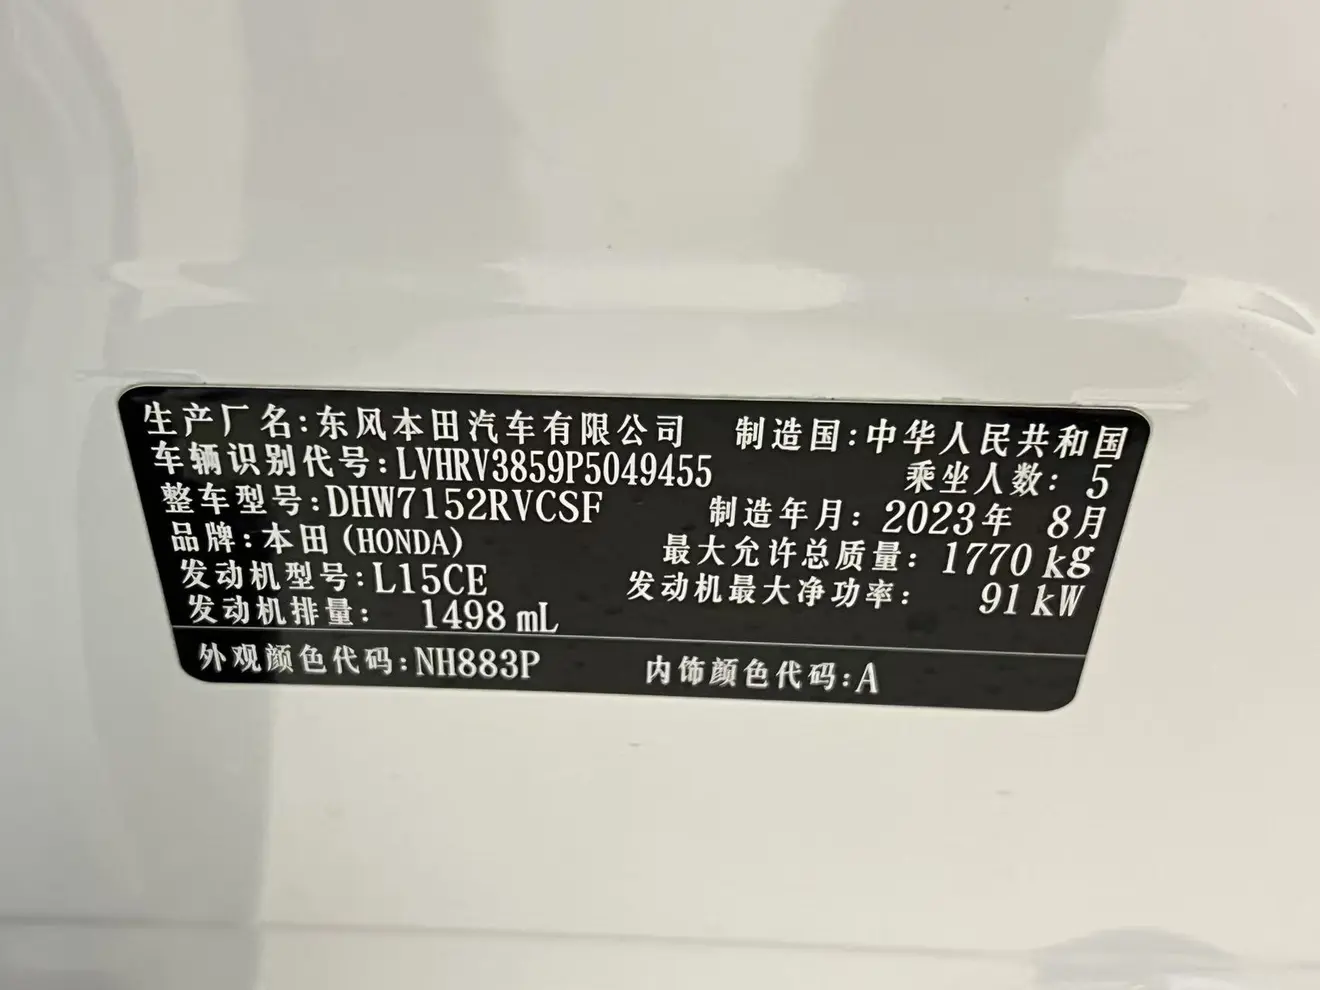 生产厂名:东风本田汽车有限公司 制造国:中华人民共和国
车辆识别代号:LVHRV3859P5049455 乘坐人数: 5
整车型号:DHW7152RVCSF 制造年月: 2023年 8月
品牌:本田(HONDA) 最大允许总质量: 1770 kg
发动机型号:L15CE 发动机最大净功率: 91 kW
发动机排量: 1498 mL
外观颜色代码:NH883P 内饰颜色代码:A